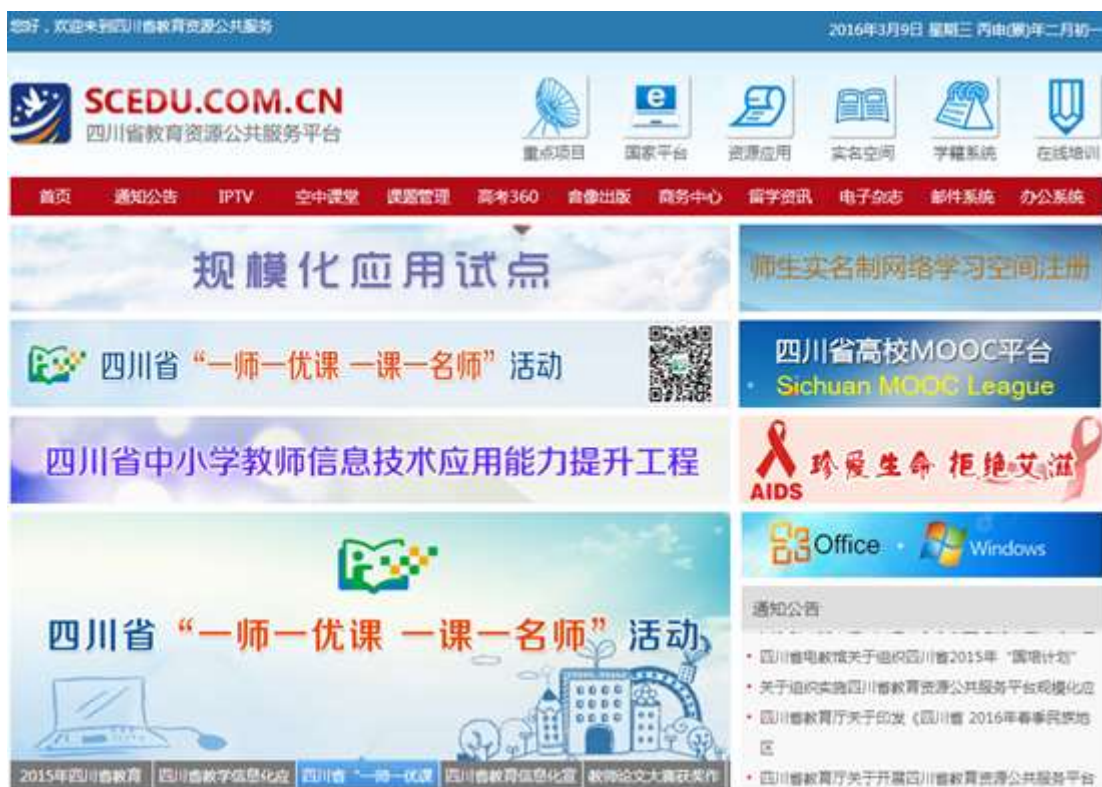 您好，欢迎来到四川省教育资源公共服务
2016年3月9日 星期三 丙申(猴)年二月初一
SCEDU.COM.CN
四川省教育资源公共服务平台
重点项目 国家平台 资源应用 实名空间 学籍系统 在线培训
首页 通知公告 IPTV 空中课堂 课题管理 高考360 音像出版 商务中心 留学资讯 电子杂志 邮件系统 办公系统
规模化应用试点
师生实名制网络学习空间注册
四川省“一师一优课 一课一名师”活动
四川省高校MOOC平台
Sichuan MOOC League
四川省中小学教师信息技术应用能力提升工程
AIDS
珍爱生命 拒绝艾滋
Office
Windows
四川省“一师一优课 一课一名师”活动
通知公告
四川省电教馆关于组织四川省2015年“国培计划”
关于组织实施四川省教育资源公共服务平台规模化应
四川省教育厅关于印发《四川省 2016年春季民族地
区
四川省教育厅关于开展四川省教育资源公共服务平台
2015年四川省教育 四川省教学信息化应 四川省“一师一优课 四川省教育信息化宣 教师论文大赛获奖作